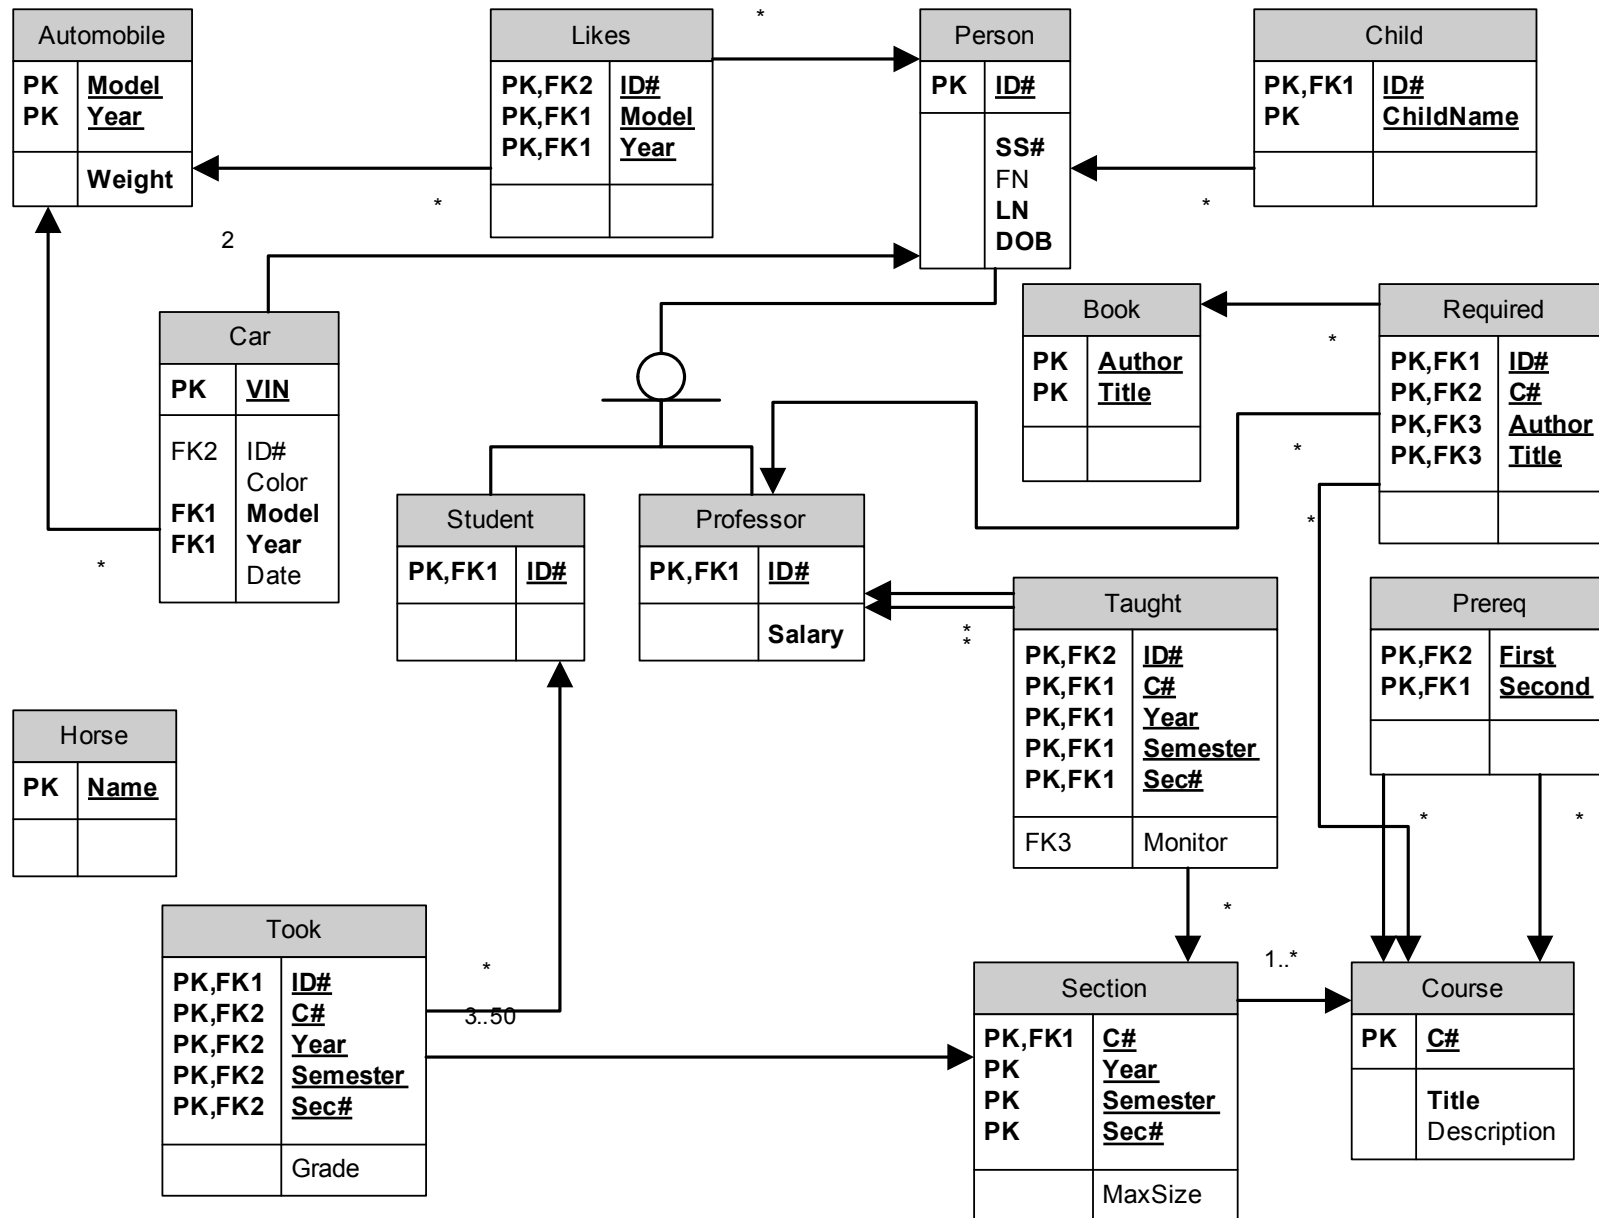 Automobile
PK Model
PK Year
Weight
Likes
PK,FK2 ID#
PK,FK1 Model
PK,FK1 Year
*
Person
PK ID#
SS#
FN
LN
DOB
Child
PK,FK1 ID#
PK ChildName
*
*
2
Car
PK VIN
FK2 ID#
Color
FK1 Model
FK1 Year
Date
*
Book
PK Author
PK Title
*
Required
PK,FK1 ID#
PK,FK2 C#
PK,FK3 Author
PK,FK3 Title
*
*
Student
PK,FK1 ID#
Professor
PK,FK1 ID#
Salary
*
*
Taught
PK,FK2 ID#
PK,FK1 C#
PK,FK1 Year
PK,FK1 Semester
PK,FK1 Sec#
FK3 Monitor
Prereq
PK,FK2 First
PK,FK1 Second
*
*
Horse
PK Name
Took
PK,FK1 ID#
PK,FK2 C#
PK,FK2 Year
PK,FK2 Semester
PK,FK2 Sec#
Grade
*
3..50
*
1..*
Section
PK,FK1 C#
PK Year
PK Semester
PK Sec#
MaxSize
Course
PK C#
Title
Description